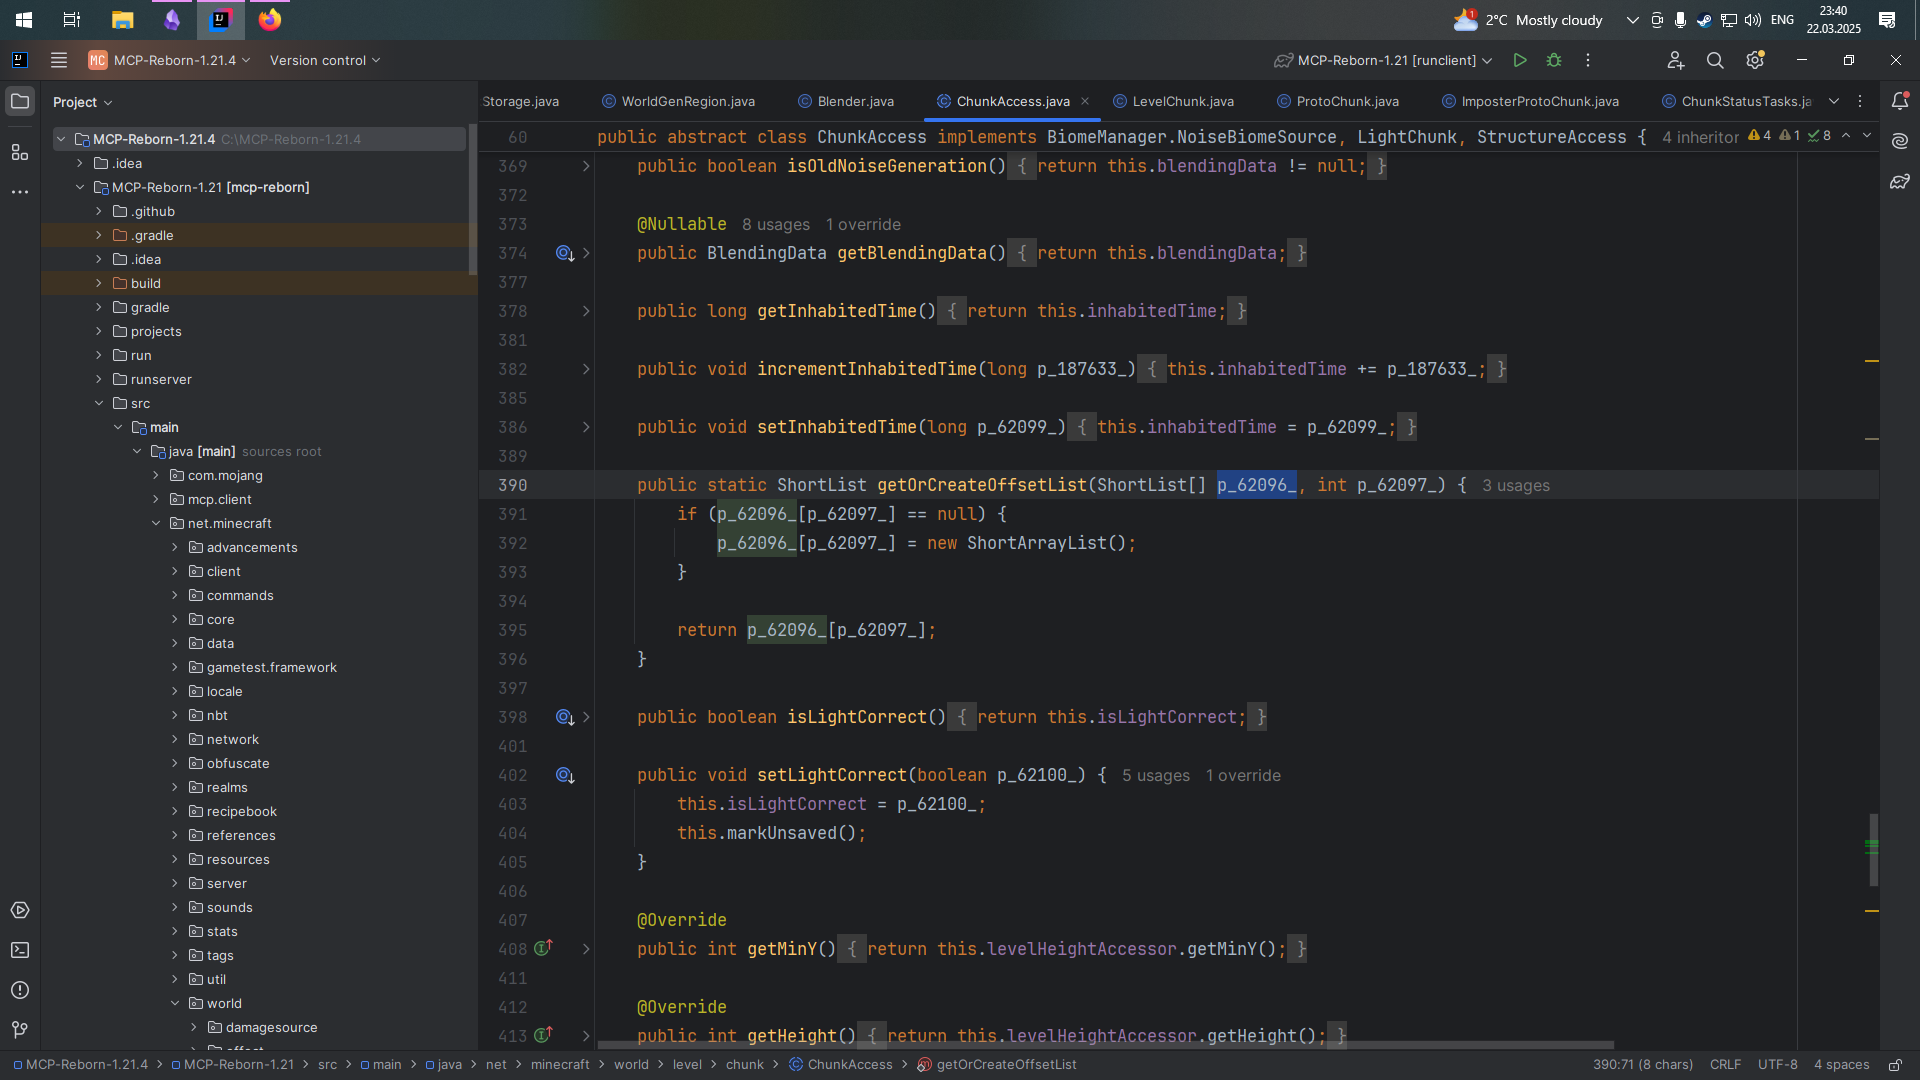 1
2°C Mostly cloudy
ENG
23:40
22.03.2025
MC MCP-Reborn-1.21.4
Version control
MCP-Reborn-1.21 [runclient]
Project
Storage.java
WorldGenRegion.java
Blender.java
ChunkAccess.java
LevelChunk.java
ProtoChunk.java
ImposterProtoChunk.java
ChunkStatusTasks.ja
MCP-Reborn-1.21.4 C:\MCP-Reborn-1.21.4
.idea
MCP-Reborn-1.21 [mcp-reborn]
.github
.gradle
.idea
build
gradle
projects
run
runserver
src
main
java [main] sources root
com.mojang
mcp.client
net.minecraft
advancements
client
commands
core
data
gametest.framework
locale
nbt
network
obfuscate
realms
recipebook
references
resources
server
sounds
stats
tags
util
world
damagesource
60 public abstract class ChunkAccess implements BiomeManager.NoiseBiomeSource, LightChunk, StructureAccess { 4 inheritor 4 1 8
369 public boolean isOldNoiseGeneration() { return this.blendingData != null; }
372
373 @Nullable 8 usages 1 override
374 public BlendingData getBlendingData() { return this.blendingData; }
377
378 public long getInhabitedTime() { return this.inhabitedTime; }
381
382 public void incrementInhabitedTime(long p_187633_) { this.inhabitedTime += p_187633_; }
385
386 public void setInhabitedTime(long p_62099_) { this.inhabitedTime = p_62099_; }
389
390 public static ShortList getOrCreateOffsetList(ShortList[] p_62096_, int p_62097_) { 3 usages
391 if (p_62096_[p_62097_] == null) {
392 p_62096_[p_62097_] = new ShortArrayList();
393 }
394
395 return p_62096_[p_62097_];
396 }
397
398 public boolean isLightCorrect() { return this.isLightCorrect; }
401
402 public void setLightCorrect(boolean p_62100_) { 5 usages 1 override
403 this.isLightCorrect = p_62100_;
404 this.markUnsaved();
405 }
406
407 @Override
408 public int getMinY() { return this.levelHeightAccessor.getMinY(); }
411
412 @Override
413 public int getHeight() { return this.levelHeightAccessor.getHeight(); }
MCP-Reborn-1.21.4 > MCP-Reborn-1.21 > src > main > java > net > minecraft > world > level > chunk > ChunkAccess > getOrCreateOffsetList
390:71 (8 chars) CRLF UTF-8 4 spaces